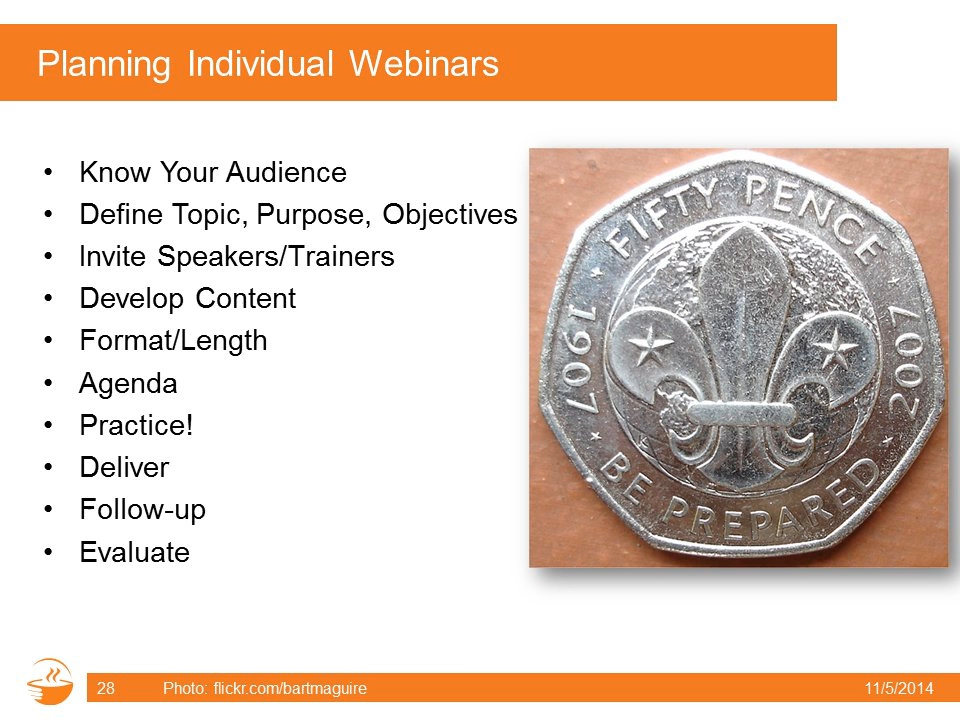 Planning Individual Webinars
• Know Your Audience
• Define Topic, Purpose, Objectives
• Invite Speakers/Trainers
• Develop Content
• Format/Length
• Agenda
• Practice!
• Deliver
• Follow-up
• Evaluate
FIFTY PENCE
1907
2007
BE PREPARED
28 Photo: flickr.com/bartmaguire 11/5/2014